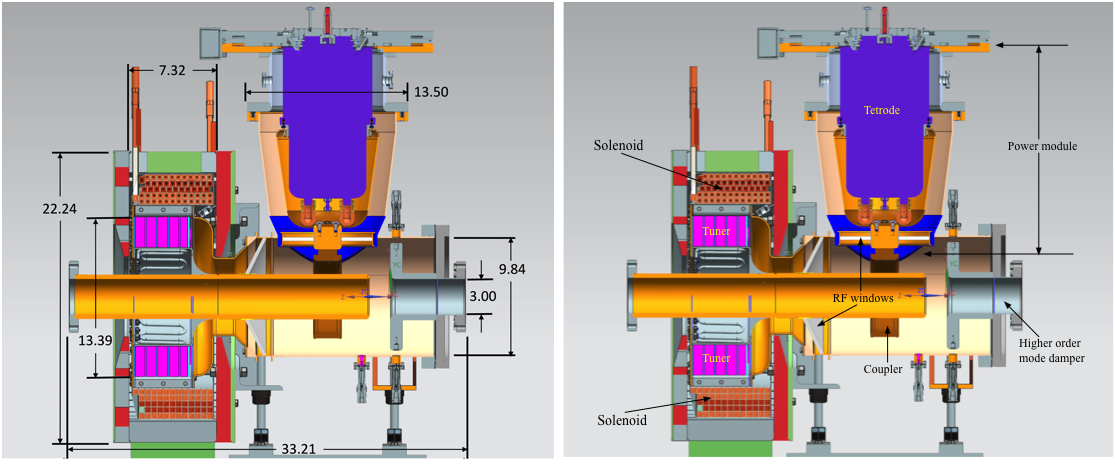 7.32
13.50
22.24
9.84
3.00
13.39
33.21
Z
Tetrode
Solenoid
Power module
Tuner
YC
Z
RF windows
Tuner
Coupler
Higher order
mode damper
Solenoid